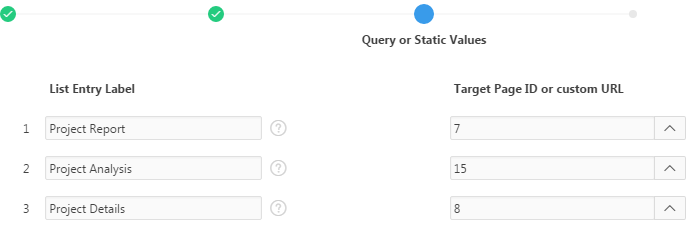 Query or Static Values
List Entry Label Target Page ID or custom URL
1 Project Report ? 7
2 Project Analysis ? 15
3 Project Details ? 8